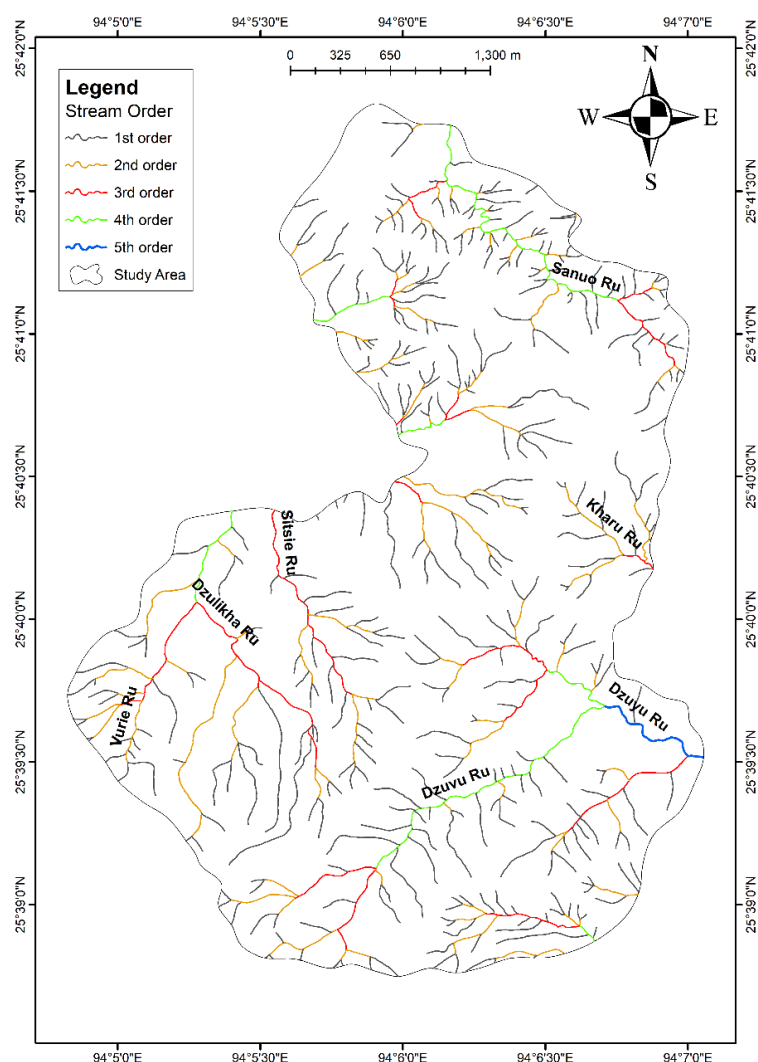 94°5'0"E 94°5'30"E 94°6'0"E 94°6'30"E 94°7'0"E
25°42'0"N 25°42'0"N
0 325 650 1,300 m
N
W E
S
Legend
Stream Order
1st order
2nd order
3rd order
4th order
5th order
Study Area
25°41'30"N 25°41'30"N
Sanuo Ru
25°41'0"N 25°41'0"N
25°40'30"N 25°40'30"N
Sitsie Ru
Kharu Ru
Dzulikha Ru
25°40'0"N 25°40'0"N
Vurie Ru
Dzuyu Ru
25°39'30"N 25°39'30"N
Dzuvu Ru
25°39'0"N 25°39'0"N
94°5'0"E 94°5'30"E 94°6'0"E 94°6'30"E 94°7'0"E